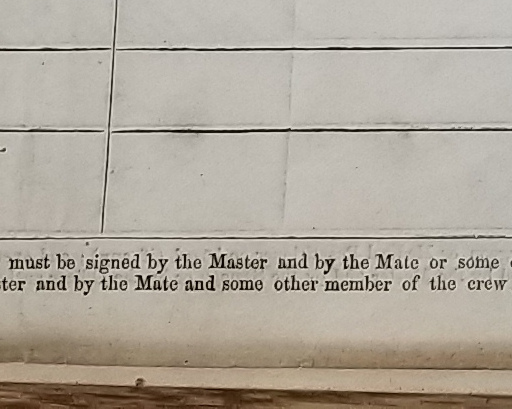 must be signed by the Master and by the Mate or some
ter and by the Mate and some other member of the crew